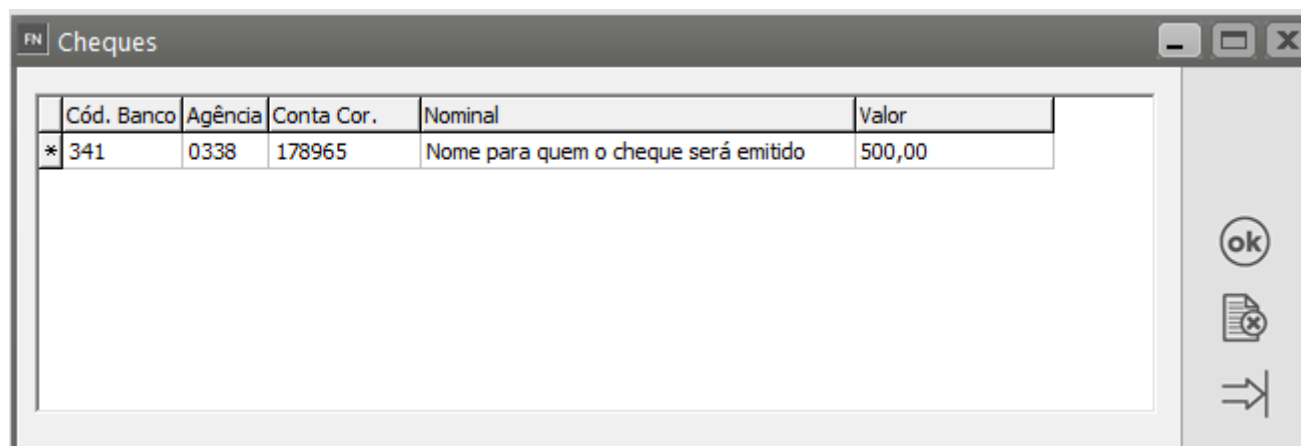 FN Cheques
Cód. Banco Agência Conta Cor. Nominal Valor
* 341 0338 178965 Nome para quem o cheque será emitido 500,00
ok